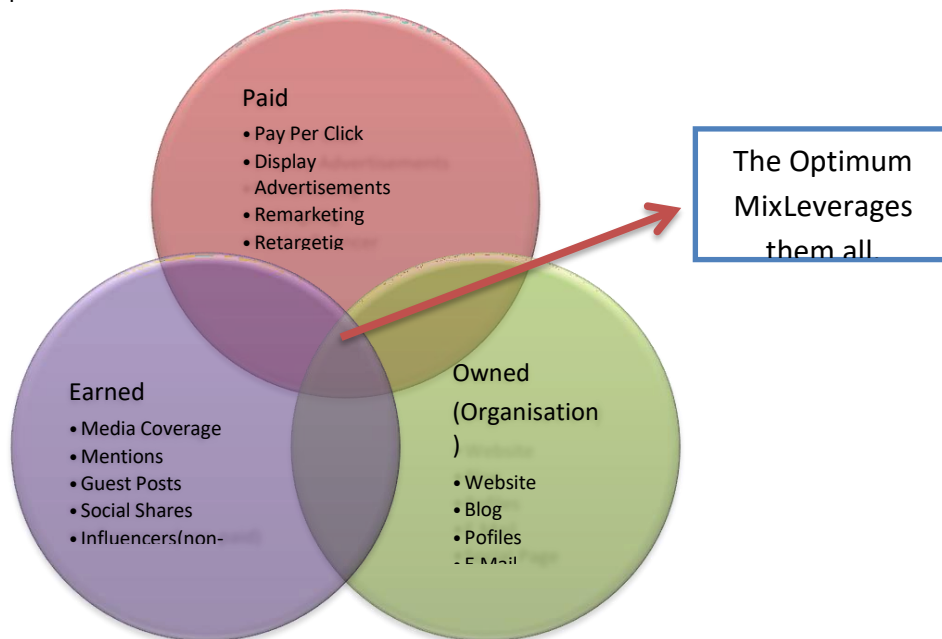 Paid
• Pay Per Click
• Display
Advertisements
• Remarketing
• Retargetig
The Optimum
MixLeverages
them all.
Earned
• Media Coverage
• Mentions
• Guest Posts
• Social Shares
• Influencers(non-
Owned
(Organisation
)
• Website
• Blog
• Pofiles
• E Mail